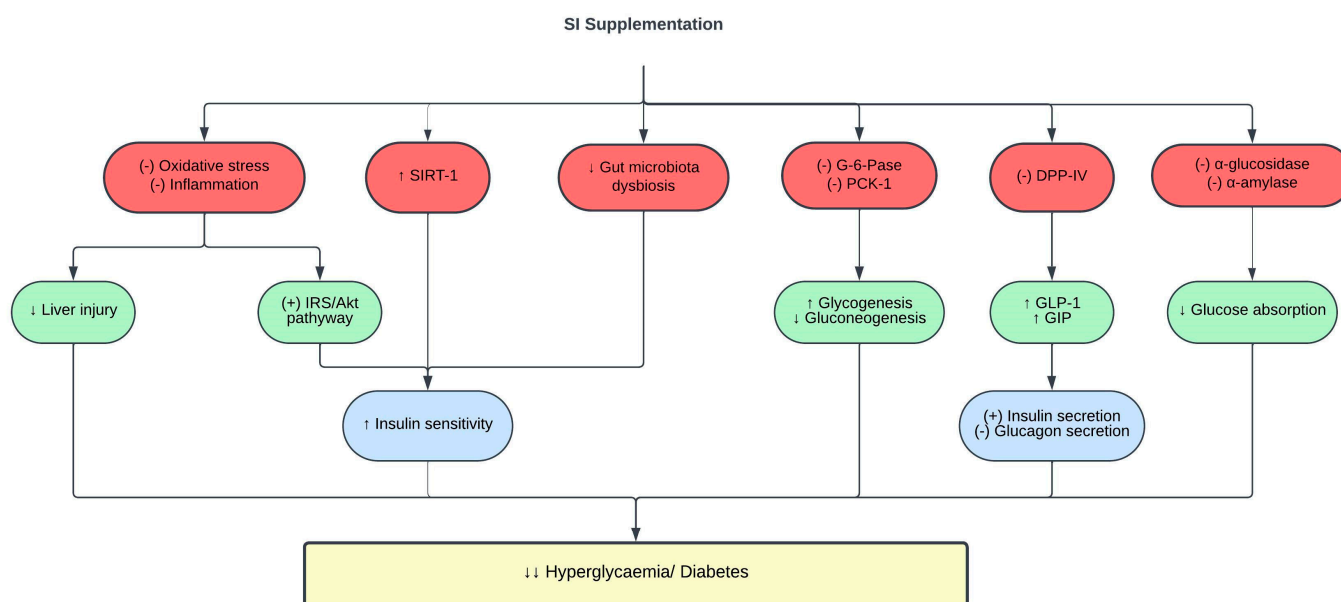 SI Supplementation
(-) Oxidative stress
(-) Inflammation
↑ SIRT-1
↓ Gut microbiota
dysbiosis
(-) G-6-Pase
(-) PCK-1
(-) DPP-IV
(-) α-glucosidase
(-) α-amylase
↓ Liver injury
(+) IRS/Akt
pathyway
↑ Glycogenesis
↓ Gluconeogenesis
↑ GLP-1
↑ GIP
↓ Glucose absorption
↑ Insulin sensitivity
(+) Insulin secretion
(-) Glucagon secretion
↓↓ Hyperglycaemia/ Diabetes